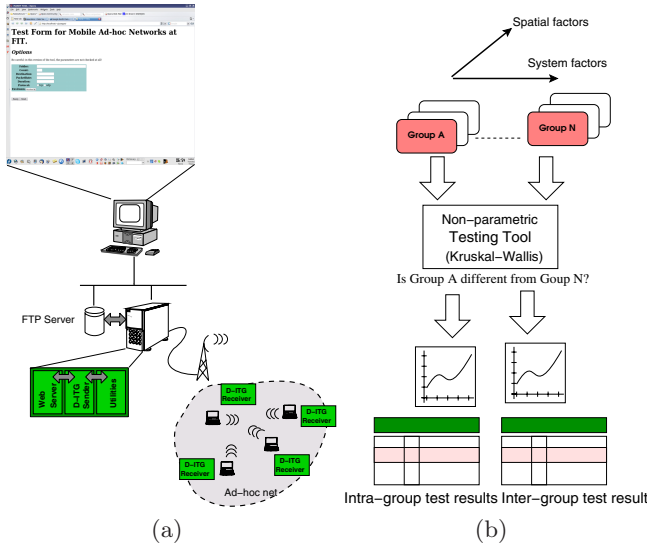 Test Form for Mobile Ad-hoc Networks at
FIT.
Options
FTP Server
Web
Server
D-ITG
Sender
Utilities
D-ITG
Receiver
D-ITG
Receiver
D-ITG
Receiver
D-ITG
Receiver
Ad-hoc net
(a)
Spatial factors
System factors
Group A
Group N
Non-parametric
Testing Tool
(Kruskal-Wallis)
Is Group A different from Goup N?
Intra-group test results
Inter-group test result
(b)